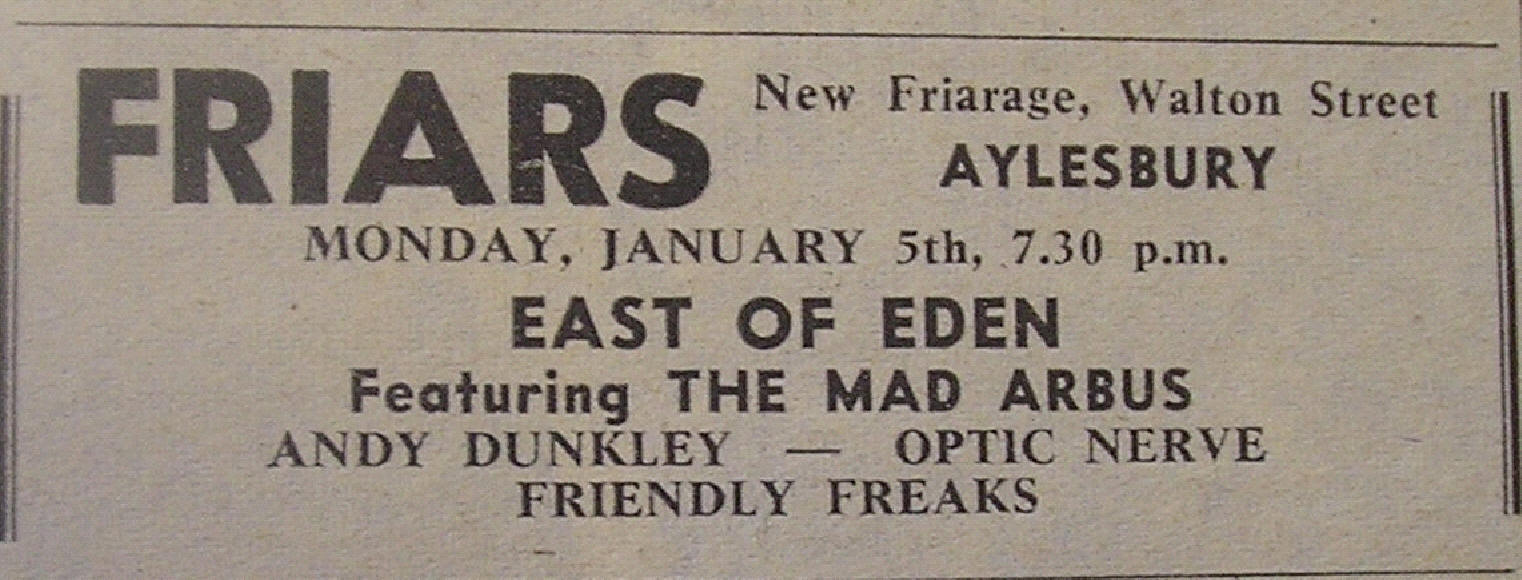 FRIARS New Friarage, Walton Street
AYLESBURY
MONDAY, JANUARY 5th, 7.30 p.m.
EAST OF EDEN
Featuring THE MAD ARBUS
ANDY DUNKLEY — OPTIC NERVE
FRIENDLY FREAKS